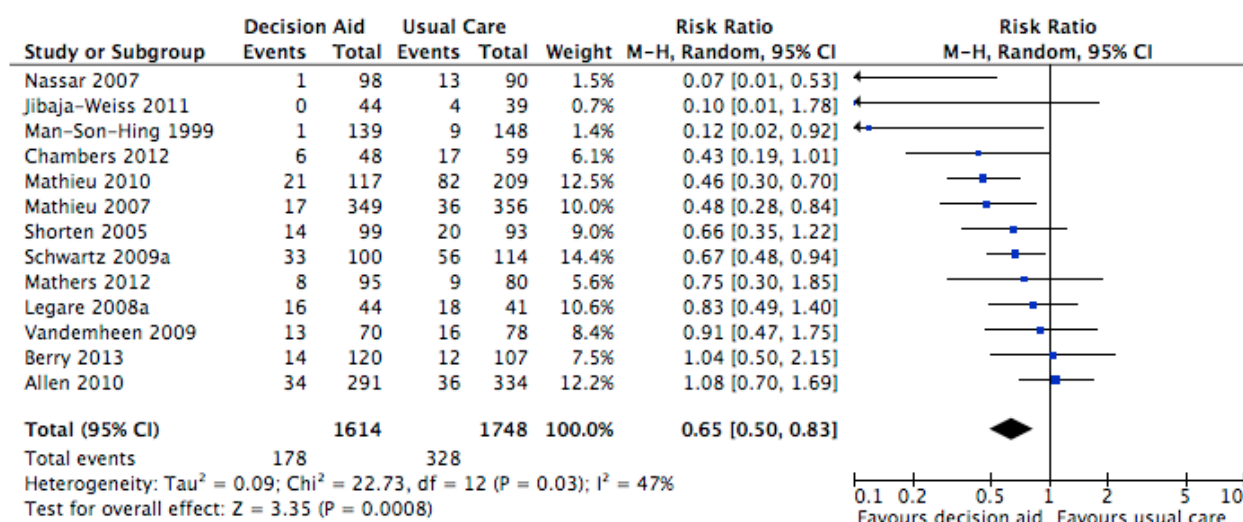 Decision Aid Usual Care Risk Ratio Risk Ratio
Study or Subgroup Events Total Events Total Weight M-H, Random, 95% CI M-H, Random, 95% CI
Nassar 2007 1 98 13 90 1.5% 0.07 [0.01, 0.53]
Jibaja-Weiss 2011 0 44 4 39 0.7% 0.10 [0.01, 1.78]
Man-Son-Hing 1999 1 139 9 148 1.4% 0.12 [0.02, 0.92]
Chambers 2012 6 48 17 59 6.1% 0.43 [0.19, 1.01]
Mathieu 2010 21 117 82 209 12.5% 0.46 [0.30, 0.70]
Mathieu 2007 17 349 36 356 10.0% 0.48 [0.28, 0.84]
Shorten 2005 14 99 20 93 9.0% 0.66 [0.35, 1.22]
Schwartz 2009a 33 100 56 114 14.4% 0.67 [0.48, 0.94]
Mathers 2012 8 95 9 80 5.6% 0.75 [0.30, 1.85]
Legare 2008a 16 44 18 41 10.6% 0.83 [0.49, 1.40]
Vandemheen 2009 13 70 16 78 8.4% 0.91 [0.47, 1.75]
Berry 2013 14 120 12 107 7.5% 1.04 [0.50, 2.15]
Allen 2010 34 291 36 334 12.2% 1.08 [0.70, 1.69]
Total (95% CI) 1614 1748 100.0% 0.65 [0.50, 0.83]
Total events 178 328
Heterogeneity: Tau² = 0.09; Chi² = 22.73, df = 12 (P = 0.03); I² = 47%
Test for overall effect: Z = 3.35 (P = 0.0008)
0.1 0.2 0.5 1 2 5 10
Favours decision aid Favours usual care